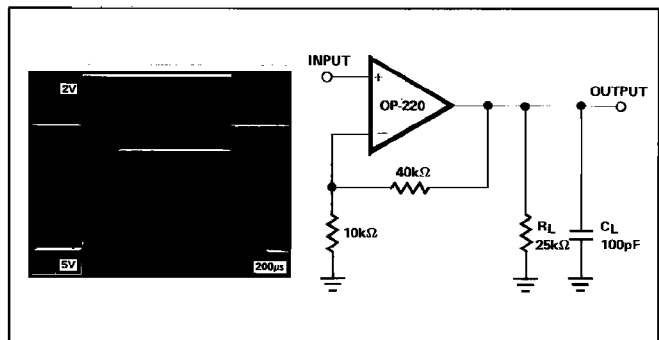 2V
5V
200µs
INPUT
+
OP-220
−
OUTPUT
40kΩ
10kΩ
RL
25kΩ
CL
100pF